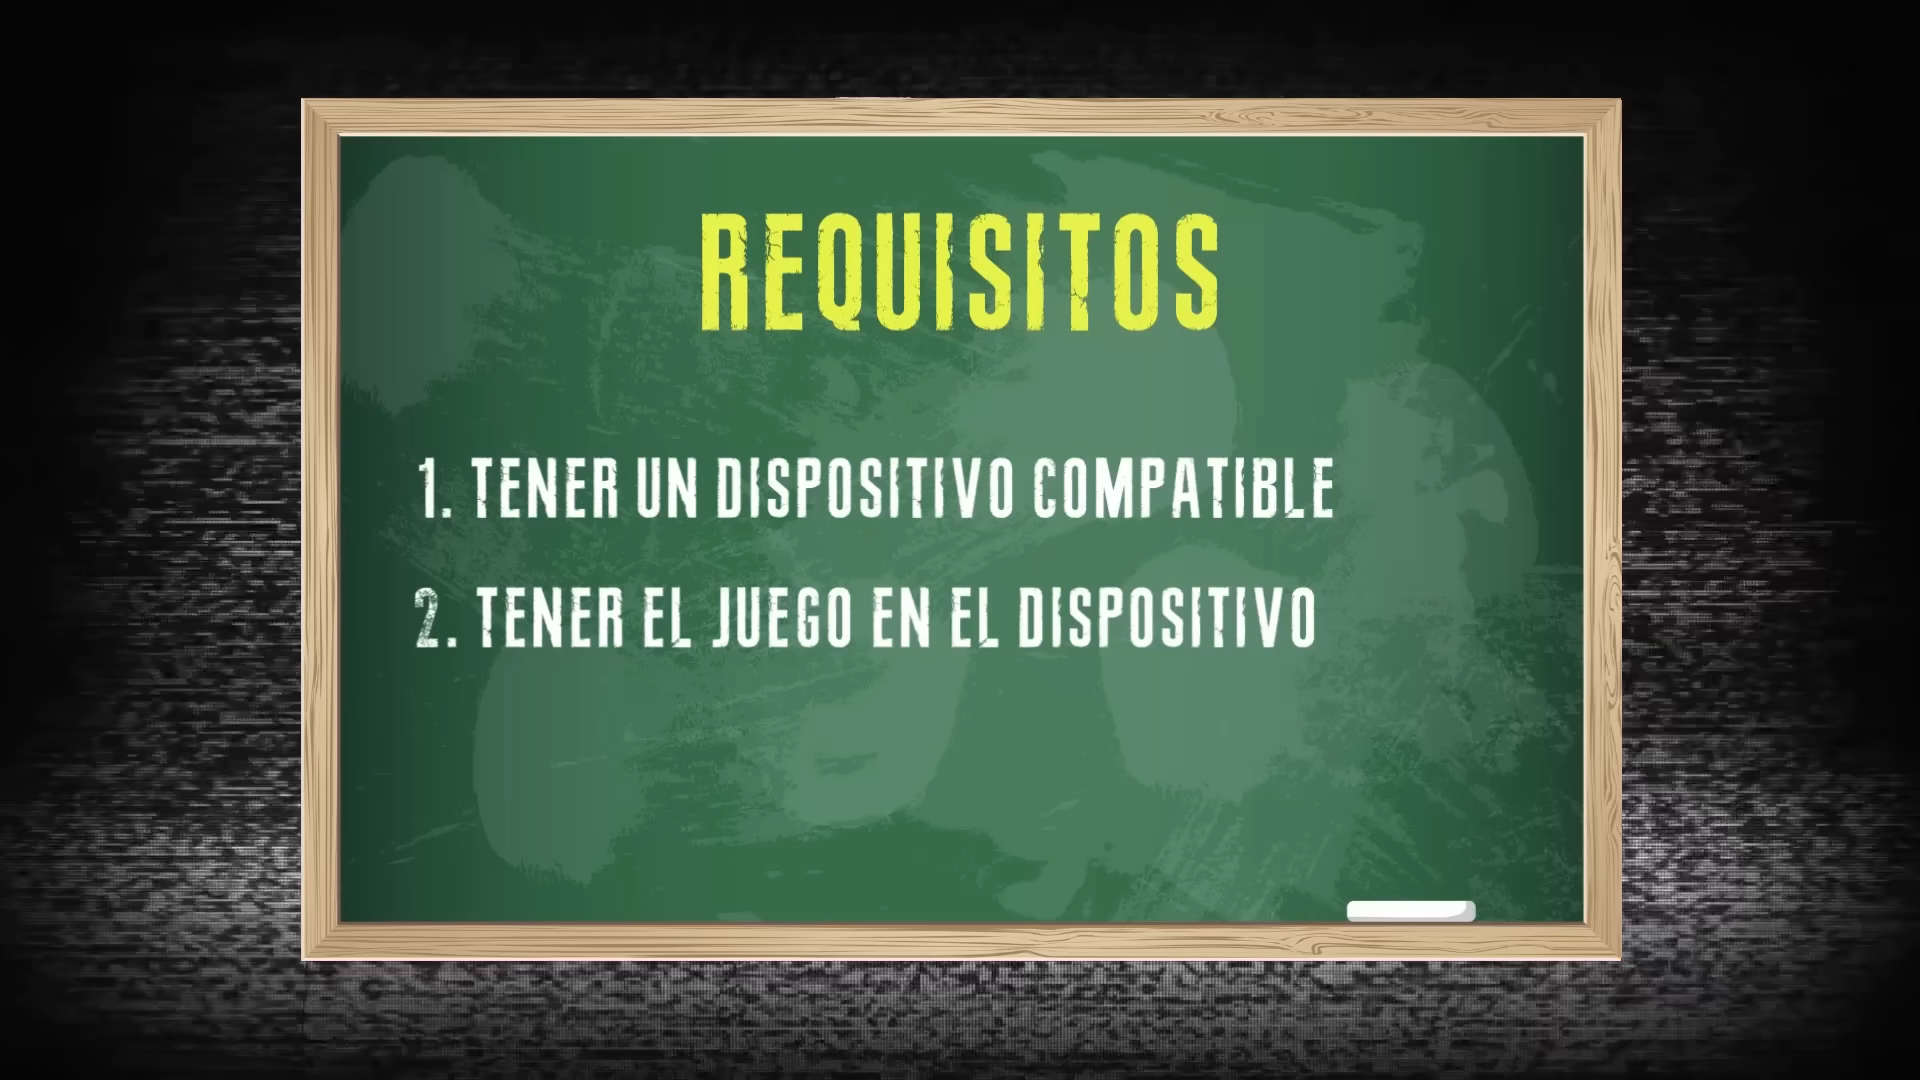 REQUISITOS
1. TENER UN DISPOSITIVO COMPATIBLE
2. TENER EL JUEGO EN EL DISPOSITIVO